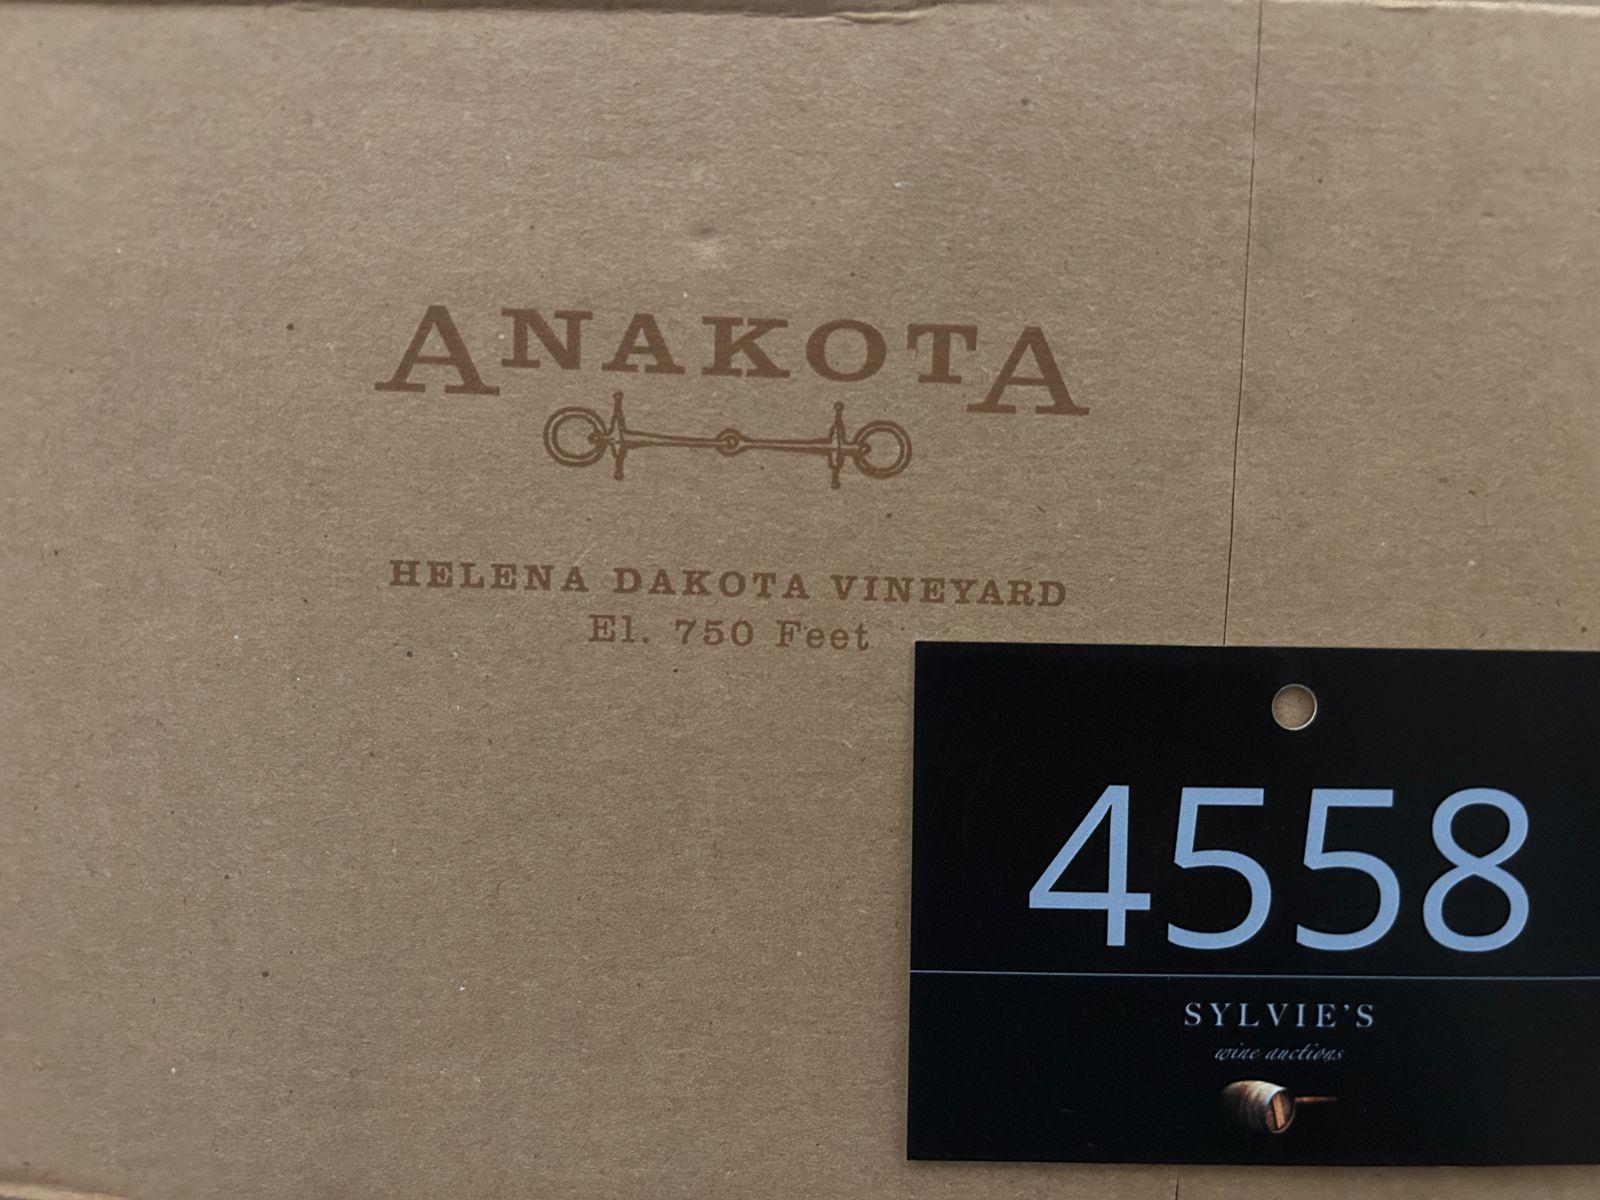 ANAKOTA
HELENA DAKOTA VINEYARD
El. 750 Feet
4558
SYLVIE'S
wine auctions